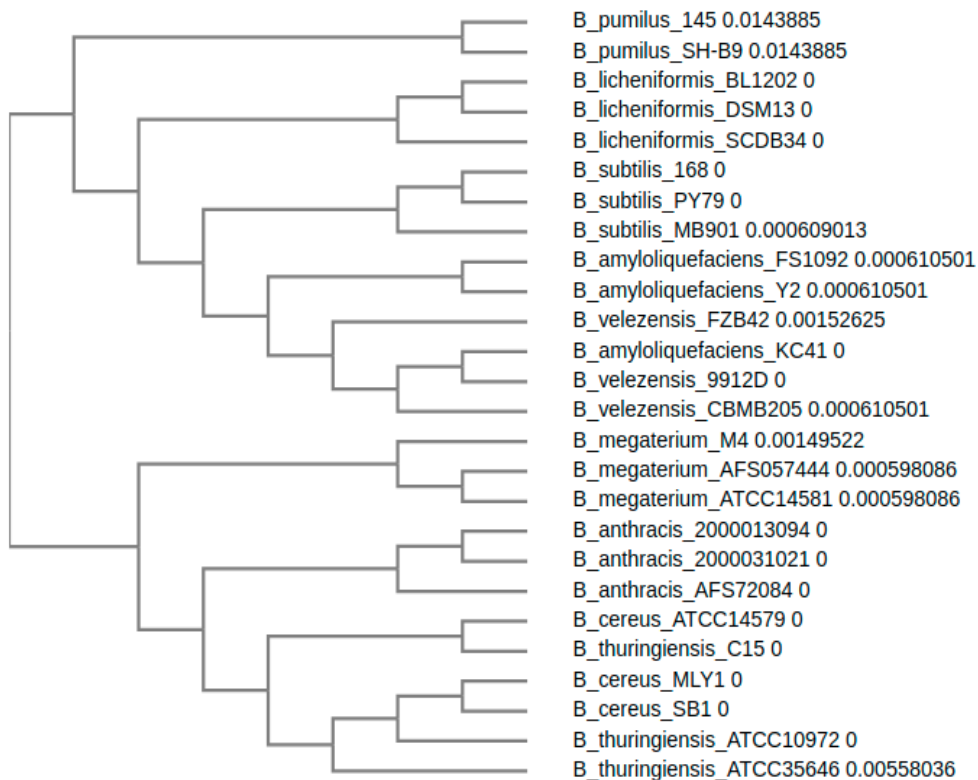 B_pumilus_145 0.0143885
B_pumilus_SH-B9 0.0143885
B_licheniformis_BL1202 0
B_licheniformis_DSM13 0
B_licheniformis_SCDB34 0
B_subtilis_168 0
B_subtilis_PY79 0
B_subtilis_MB901 0.000609013
B_amyloliquefaciens_FS1092 0.000610501
B_amyloliquefaciens_Y2 0.000610501
B_velezensis_FZB42 0.00152625
B_amyloliquefaciens_KC41 0
B_velezensis_9912D 0
B_velezensis_CBMB205 0.000610501
B_megaterium_M4 0.00149522
B_megaterium_AFS057444 0.000598086
B_megaterium_ATCC14581 0.000598086
B_anthracis_2000013094 0
B_anthracis_2000031021 0
B_anthracis_AFS72084 0
B_cereus_ATCC14579 0
B_thuringiensis_C15 0
B_cereus_MLY1 0
B_cereus_SB1 0
B_thuringiensis_ATCC10972 0
B_thuringiensis_ATCC35646 0.00558036